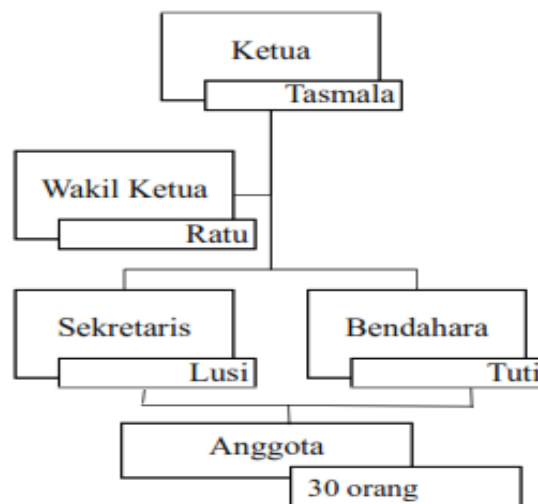 Ketua
Tasmala
Wakil Ketua
Ratu
Sekretaris
Lusi
Bendahara
Tuti
Anggota
30 orang